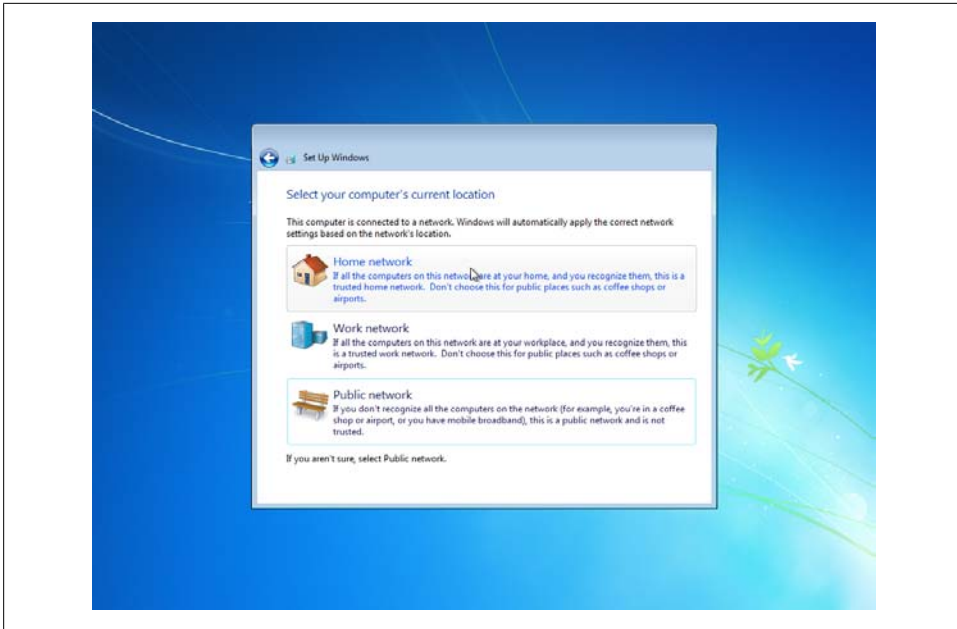 Set Up Windows
Select your computer's current location
This computer is connected to a network. Windows will automatically apply the correct network
settings based on the network's location.
Home network
If all the computers on this network are at your home, and you recognize them, this is a
trusted home network. Don't choose this for public places such as coffee shops or
airports.
Work network
If all the computers on this network are at your workplace, and you recognize them, this
is a trusted work network. Don't choose this for public places such as coffee shops or
airports.
Public network
If you don't recognize all the computers on the network (for example, you're in a coffee
shop or airport, or you have mobile broadband), this is a public network and is not
trusted.
If you aren't sure, select Public network.